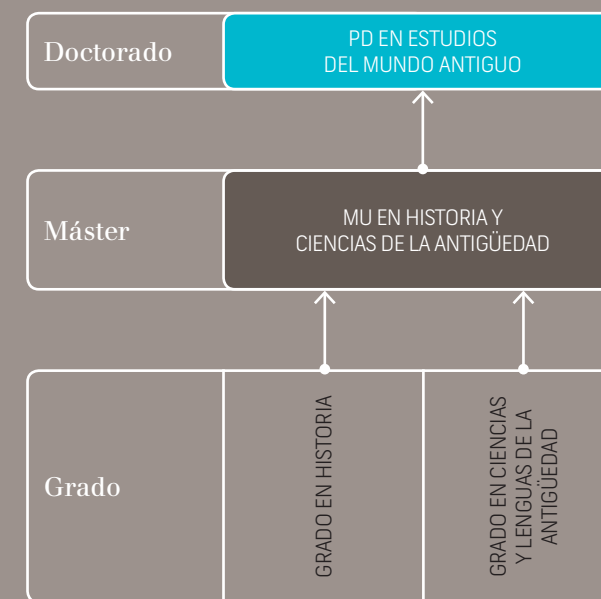 Doctorado
PD EN ESTUDIOS
DEL MUNDO ANTIGUO
Máster
MU EN HISTORIA Y
CIENCIAS DE LA ANTIGÜEDAD
Grado
GRADO EN HISTORIA
GRADO EN CIENCIAS
Y LENGUAS DE LA
ANTIGÜEDAD